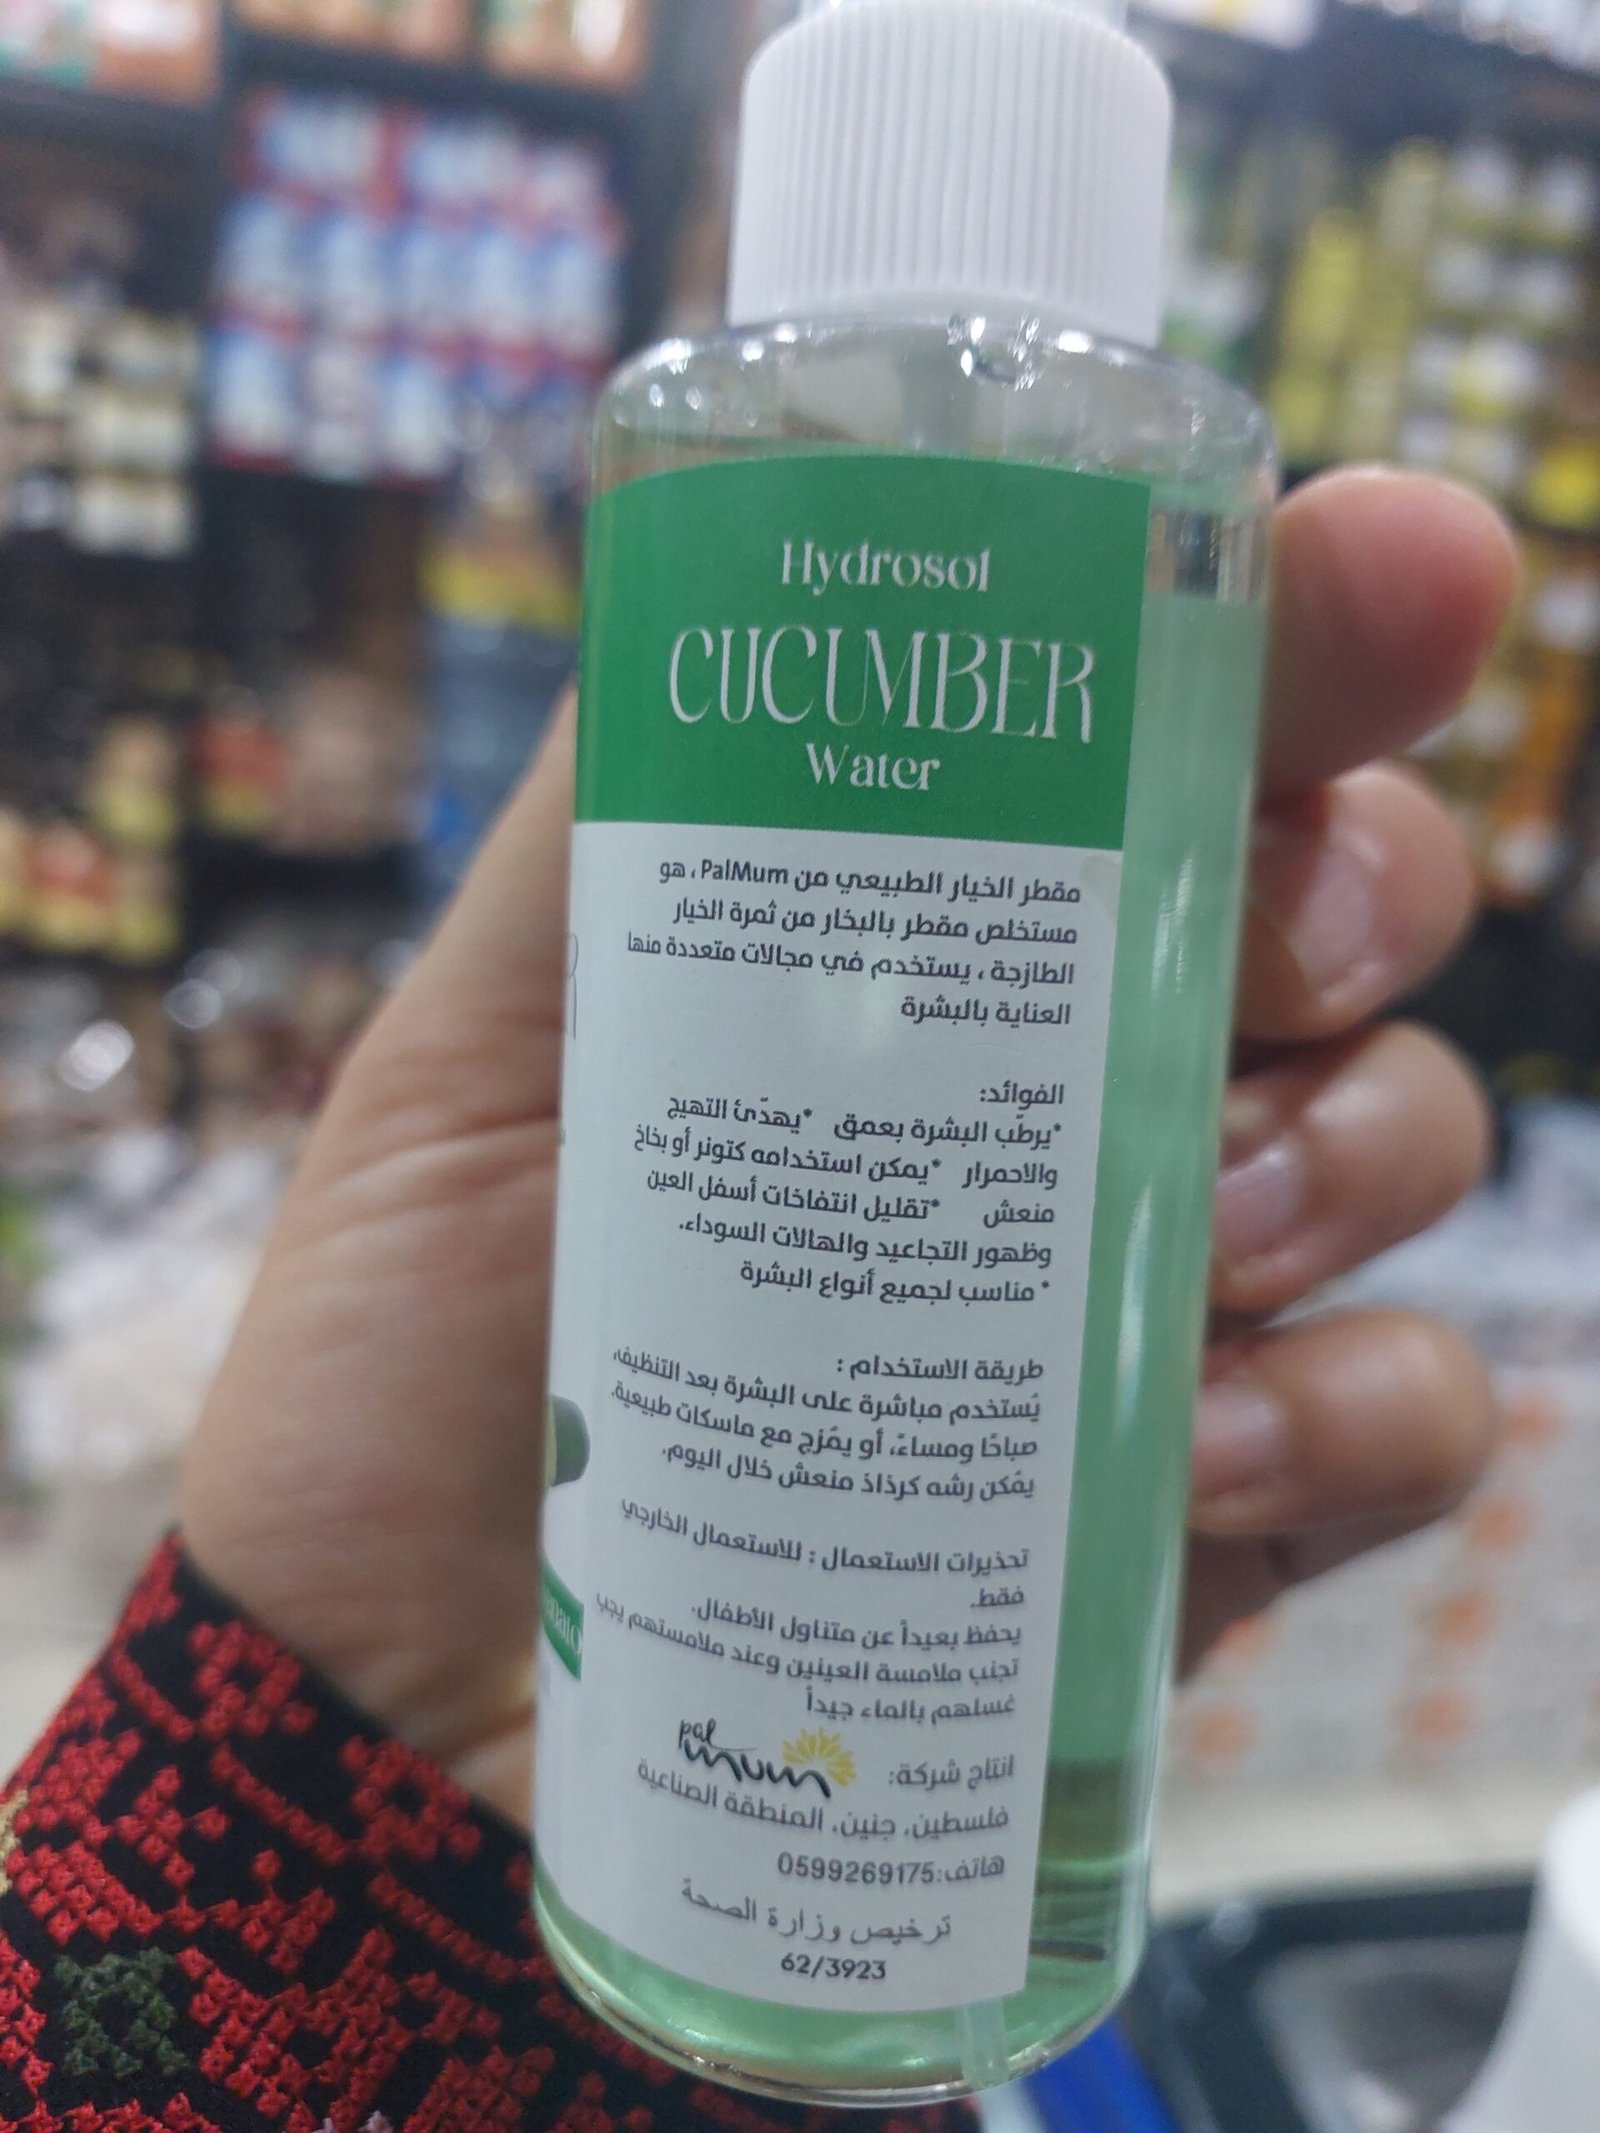 Hydrosol
CUCUMBER
Water
مقطر الخيار الطبيعي من PalMum ، هو
مستخلص مقطر بالبخار من ثمرة الخيار
الطازجة ، يستخدم في مجالات متعددة منها
العناية بالبشرة
الفوائد:
*يرطّب البشرة بعمق *يهدّئ التهيج
والاحمرار *يمكن استخدامه كتونر أو بخاخ
منعش *تقليل انتفاخات أسفل العين
وظهور التجاعيد والهالات السوداء.
* مناسب لجميع أنواع البشرة
طريقة الاستخدام :
يُستخدم مباشرة على البشرة بعد التنظيف،
صباحًا ومساءً، أو يمُزج مع ماسكات طبيعية.
يمُكن رشه كرذاذ منعش خلال اليوم.
تحذيرات الاستعمال : للاستعمال الخارجي
فقط.
يحفظ بعيداً عن متناول الأطفال.
تجنب ملامسة العينين وعند ملامستهم يجب
غسلهم بالماء جيداً
انتاج شركة: pal mum
فلسطين، جنين، المنطقة الصناعية
هاتف:0599269175
ترخيص وزارة الصحة
62/3923